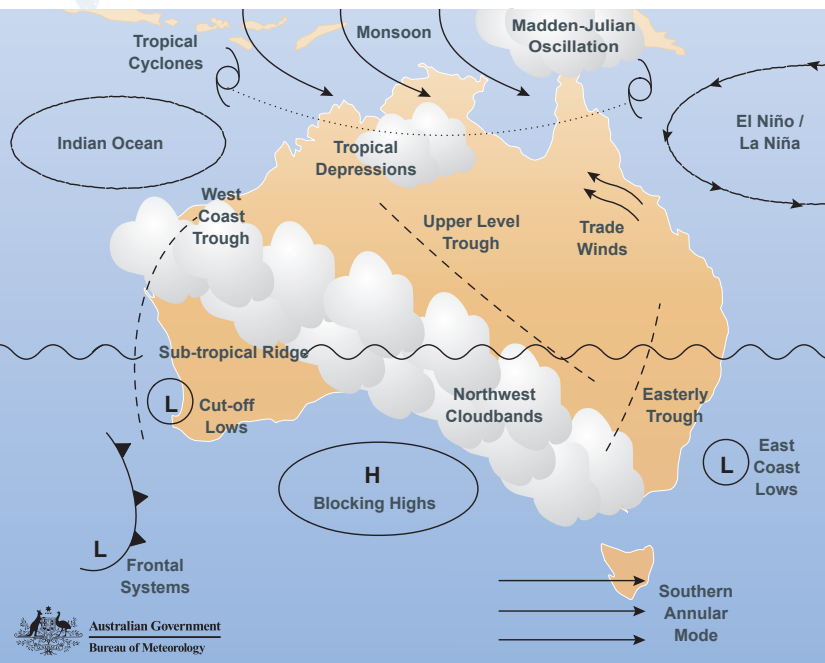 Tropical
Cyclones
Monsoon
Madden-Julian
Oscillation
Indian Ocean
El Niño /
La Niña
Tropical
Depressions
West
Coast
Trough
Upper Level
Trough
Trade
Winds
Sub-tropical Ridge
L
Cut-off
Lows
Northwest
Cloudbands
Easterly
Trough
H
Blocking Highs
L
East
Coast
Lows
L
Frontal
Systems
Southern
Annular
Mode
Australian Government
Bureau of Meteorology